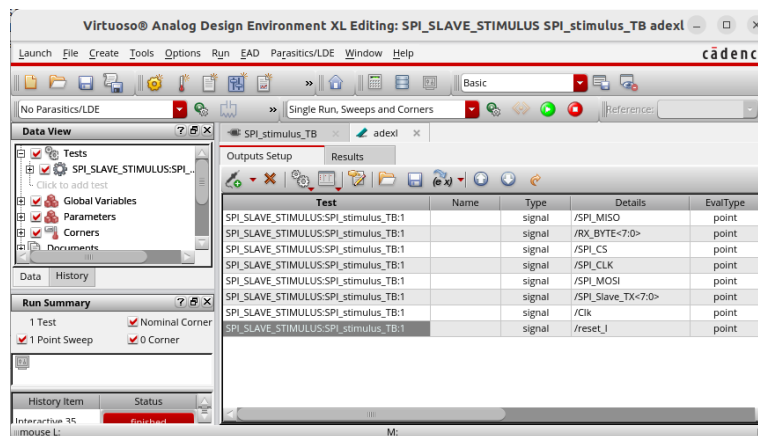 Virtuoso® Analog Design Environment XL Editing: SPI_SLAVE_STIMULUS SPI_stimulus_TB adexl
Launch File Create Tools Options Run EAD Parasitics/LDE Window Help
cādenc
Basic
No Parasitics/LDE
Single Run, Sweeps and Corners
Reference:
Data View
SPI_stimulus_TB
adexl
Tests
SPI_SLAVE_STIMULUS:SPI_...
Click to add test
Global Variables
Parameters
Corners
Documents
Data
History
Outputs Setup
Results
Test Name Type Details EvalType
SPI_SLAVE_STIMULUS:SPI_stimulus_TB:1 signal /SPI_MISO point
SPI_SLAVE_STIMULUS:SPI_stimulus_TB:1 signal /RX_BYTE<7:0> point
SPI_SLAVE_STIMULUS:SPI_stimulus_TB:1 signal /SPI_CS point
SPI_SLAVE_STIMULUS:SPI_stimulus_TB:1 signal /SPI_CLK point
SPI_SLAVE_STIMULUS:SPI_stimulus_TB:1 signal /SPI_MOSI point
SPI_SLAVE_STIMULUS:SPI_stimulus_TB:1 signal /SPI_Slave_TX<7:0> point
SPI_SLAVE_STIMULUS:SPI_stimulus_TB:1 signal /Clk point
SPI_SLAVE_STIMULUS:SPI_stimulus_TB:1 signal /reset_l point
Run Summary
1 Test
Nominal Corner
1 Point Sweep
0 Corner
History Item Status
Interactive.35 finished
mouse L: M: